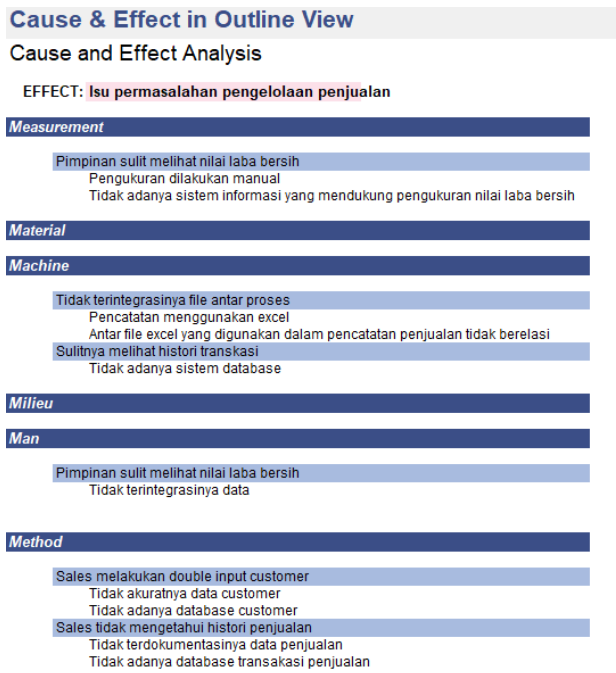 Cause & Effect in Outline View
Cause and Effect Analysis
EFFECT: Isu permasalahan pengelolaan penjualan
Measurement
Pimpinan sulit melihat nilai laba bersih
Pengukuran dilakukan manual
Tidak adanya sistem informasi yang mendukung pengukuran nilai laba bersih
Material
Machine
Tidak terintegrasinya file antar proses
Pencatatan menggunakan excel
Antar file excel yang digunakan dalam pencatatan penjualan tidak berelasi
Sulitnya melihat histori transkasi
Tidak adanya sistem database
Milieu
Man
Pimpinan sulit melihat nilai laba bersih
Tidak terintegrasinya data
Method
Sales melakukan double input customer
Tidak akuratnya data customer
Tidak adanya database customer
Sales tidak mengetahui histori penjualan
Tidak terdokumentasinya data penjualan
Tidak adanya database transakasi penjualan